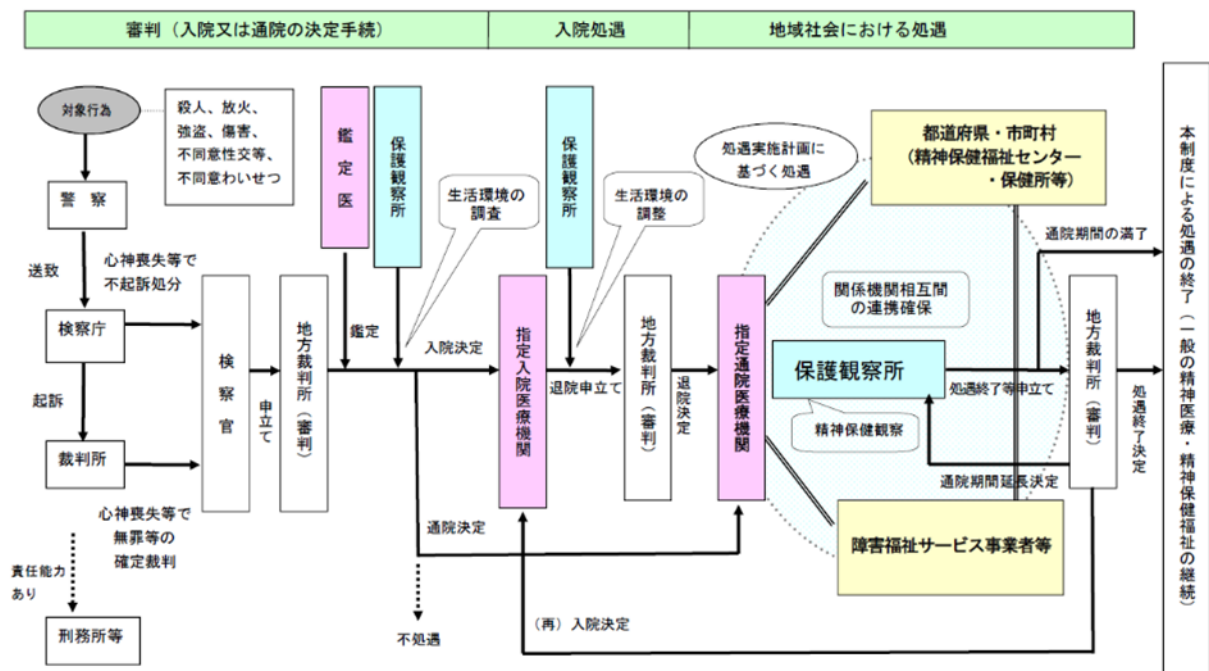 審判（入院又は通院の決定手続）
入院処遇
地域社会における処遇
対象行為
殺人、放火、
強盗、傷害、
不同意性交等、
不同意わいせつ
警　察
送致
心神喪失等で
不起訴処分
検察庁
起訴
裁判所
心神喪失等で
無罪等の
確定裁判
責任能力
あり
刑務所等
検察官
申立て
地方裁判所（審判）
鑑定医
鑑定
保護観察所
生活環境の
調査
入院決定
通院決定
不処遇
指定入院医療機関
保護観察所
生活環境の
調整
退院申立て
地方裁判所（審判）
退院決定
指定通院医療機関
処遇実施計画に
基づく処遇
都道府県・市町村
（精神保健福祉センター
・保健所等）
関係機関相互間
の連携確保
保護観察所
精神保健観察
障害福祉サービス事業者等
通院期間の満了
処遇終了等申立て
通院期間延長決定
地方裁判所（審判）
処遇終了決定
（再）入院決定
本制度による処遇の終了（一般の精神医療・精神保健福祉の継続）